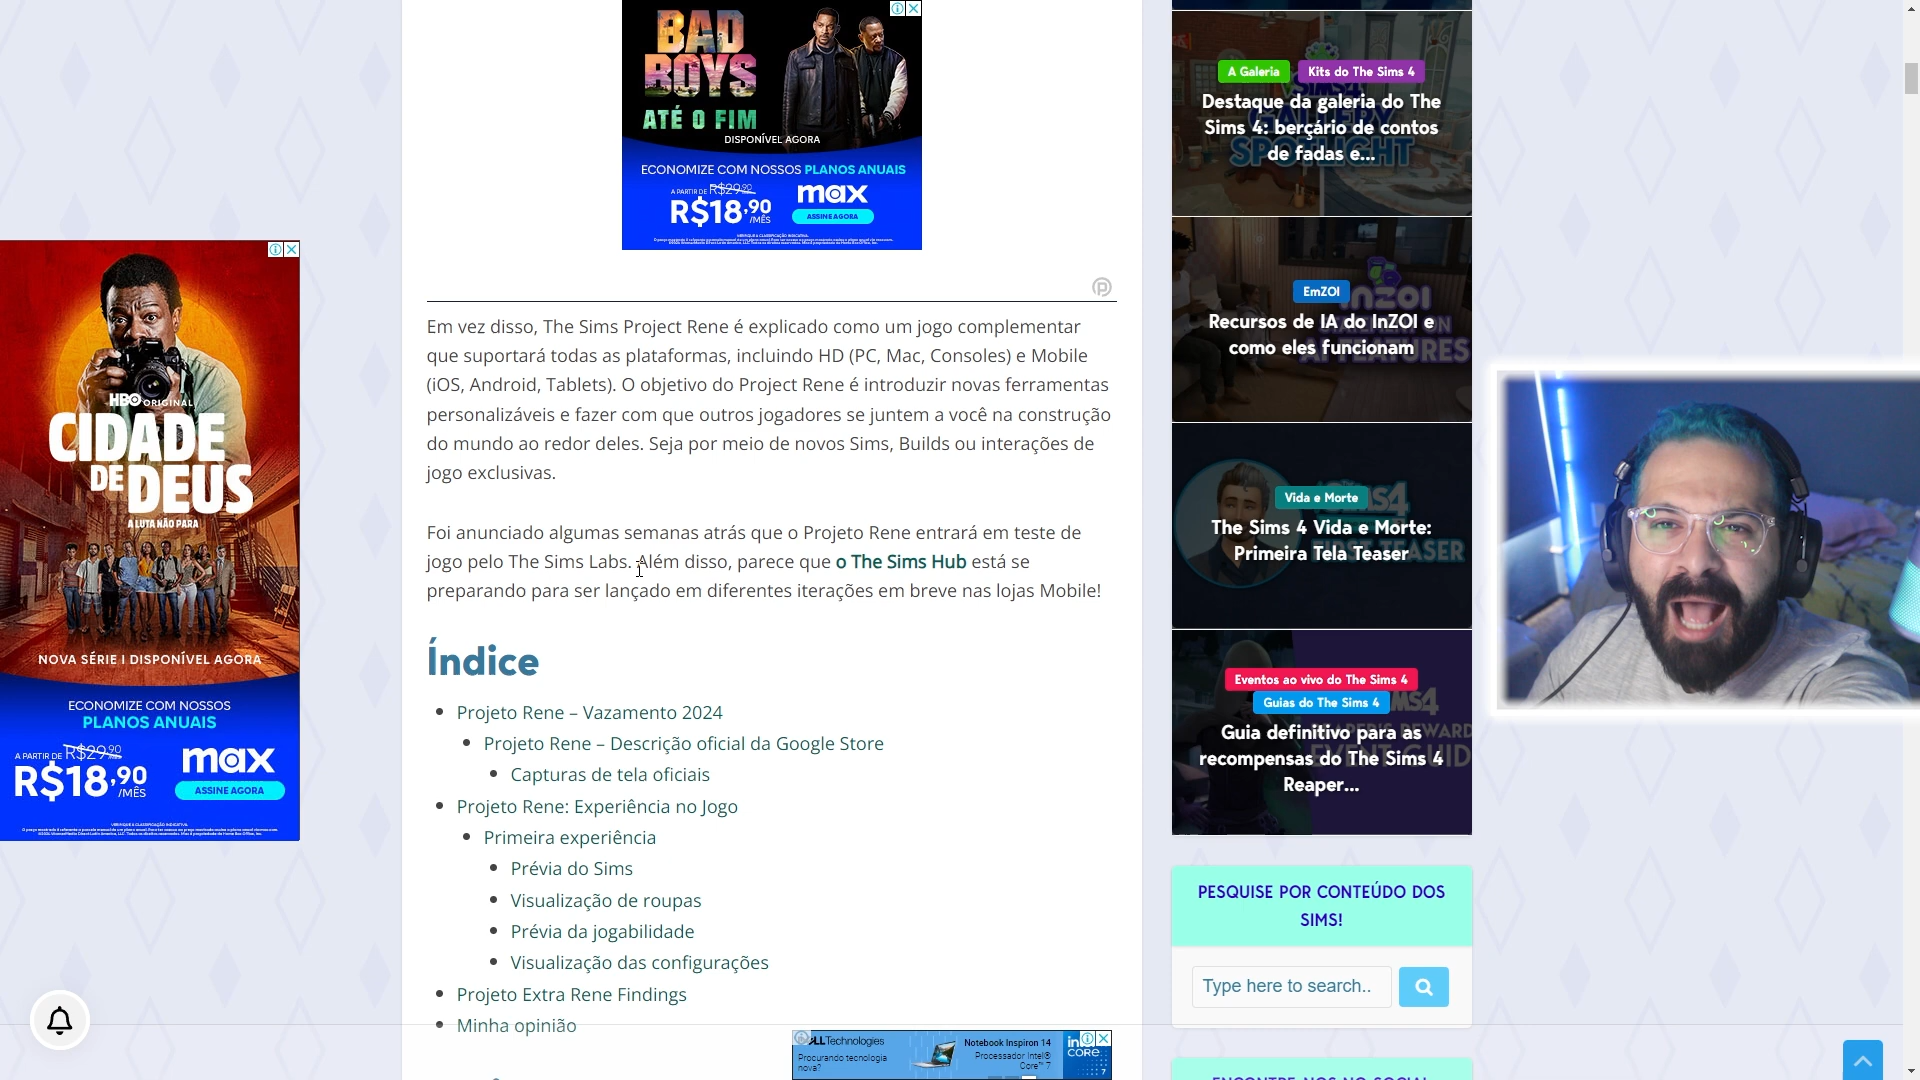 BAD
BOYS
ATÉ O FIM
DISPONÍVEL AGORA
ECONOMIZE COM NOSSOS PLANOS ANUAIS
A PARTIR DE R$29,90
R$18,90
/MÊS
max
ASSINE AGORA
Em vez disso, The Sims Project Rene é explicado como um jogo complementar
que suportará todas as plataformas, incluindo HD (PC, Mac, Consoles) e Mobile
(iOS, Android, Tablets). O objetivo do Project Rene é introduzir novas ferramentas
personalizáveis e fazer com que outros jogadores se juntem a você na construção
do mundo ao redor deles. Seja por meio de novos Sims, Builds ou interações de
jogo exclusivas.
Foi anunciado algumas semanas atrás que o Projeto Rene entrará em teste de
jogo pelo The Sims Labs. Além disso, parece que o The Sims Hub está se
preparando para ser lançado em diferentes iterações em breve nas lojas Mobile!
Índice
Projeto Rene – Vazamento 2024
Projeto Rene – Descrição oficial da Google Store
Capturas de tela oficiais
Projeto Rene: Experiência no Jogo
Primeira experiência
Prévia do Sims
Visualização de roupas
Prévia da jogabilidade
Visualização das configurações
Projeto Extra Rene Findings
Minha opinião
HBO ORIGINAL
CIDADE
DE DEUS
A LUTA NÃO PARA
NOVA SÉRIE | DISPONÍVEL AGORA
ECONOMIZE COM NOSSOS
PLANOS ANUAIS
A PARTIR DE R$29,90
R$18,90
/MÊS
max
ASSINE AGORA
A Galeria
Kits do The Sims 4
Destaque da galeria do The
Sims 4: berçário de contos
de fadas e...
EmZOI
Recursos de IA do InZOI e
como eles funcionam
Vida e Morte
The Sims 4 Vida e Morte:
Primeira Tela Teaser
Eventos ao vivo do The Sims 4
Guias do The Sims 4
Guia definitivo para as
recompensas do The Sims 4
Reaper...
PESQUISE POR CONTEÚDO DOS
SIMS!
Type here to search..
Technologies
Procurando tecnologia
nova?
Notebook Inspiron 14
Processador Intel®
Core™ 7
intel
CORE
7